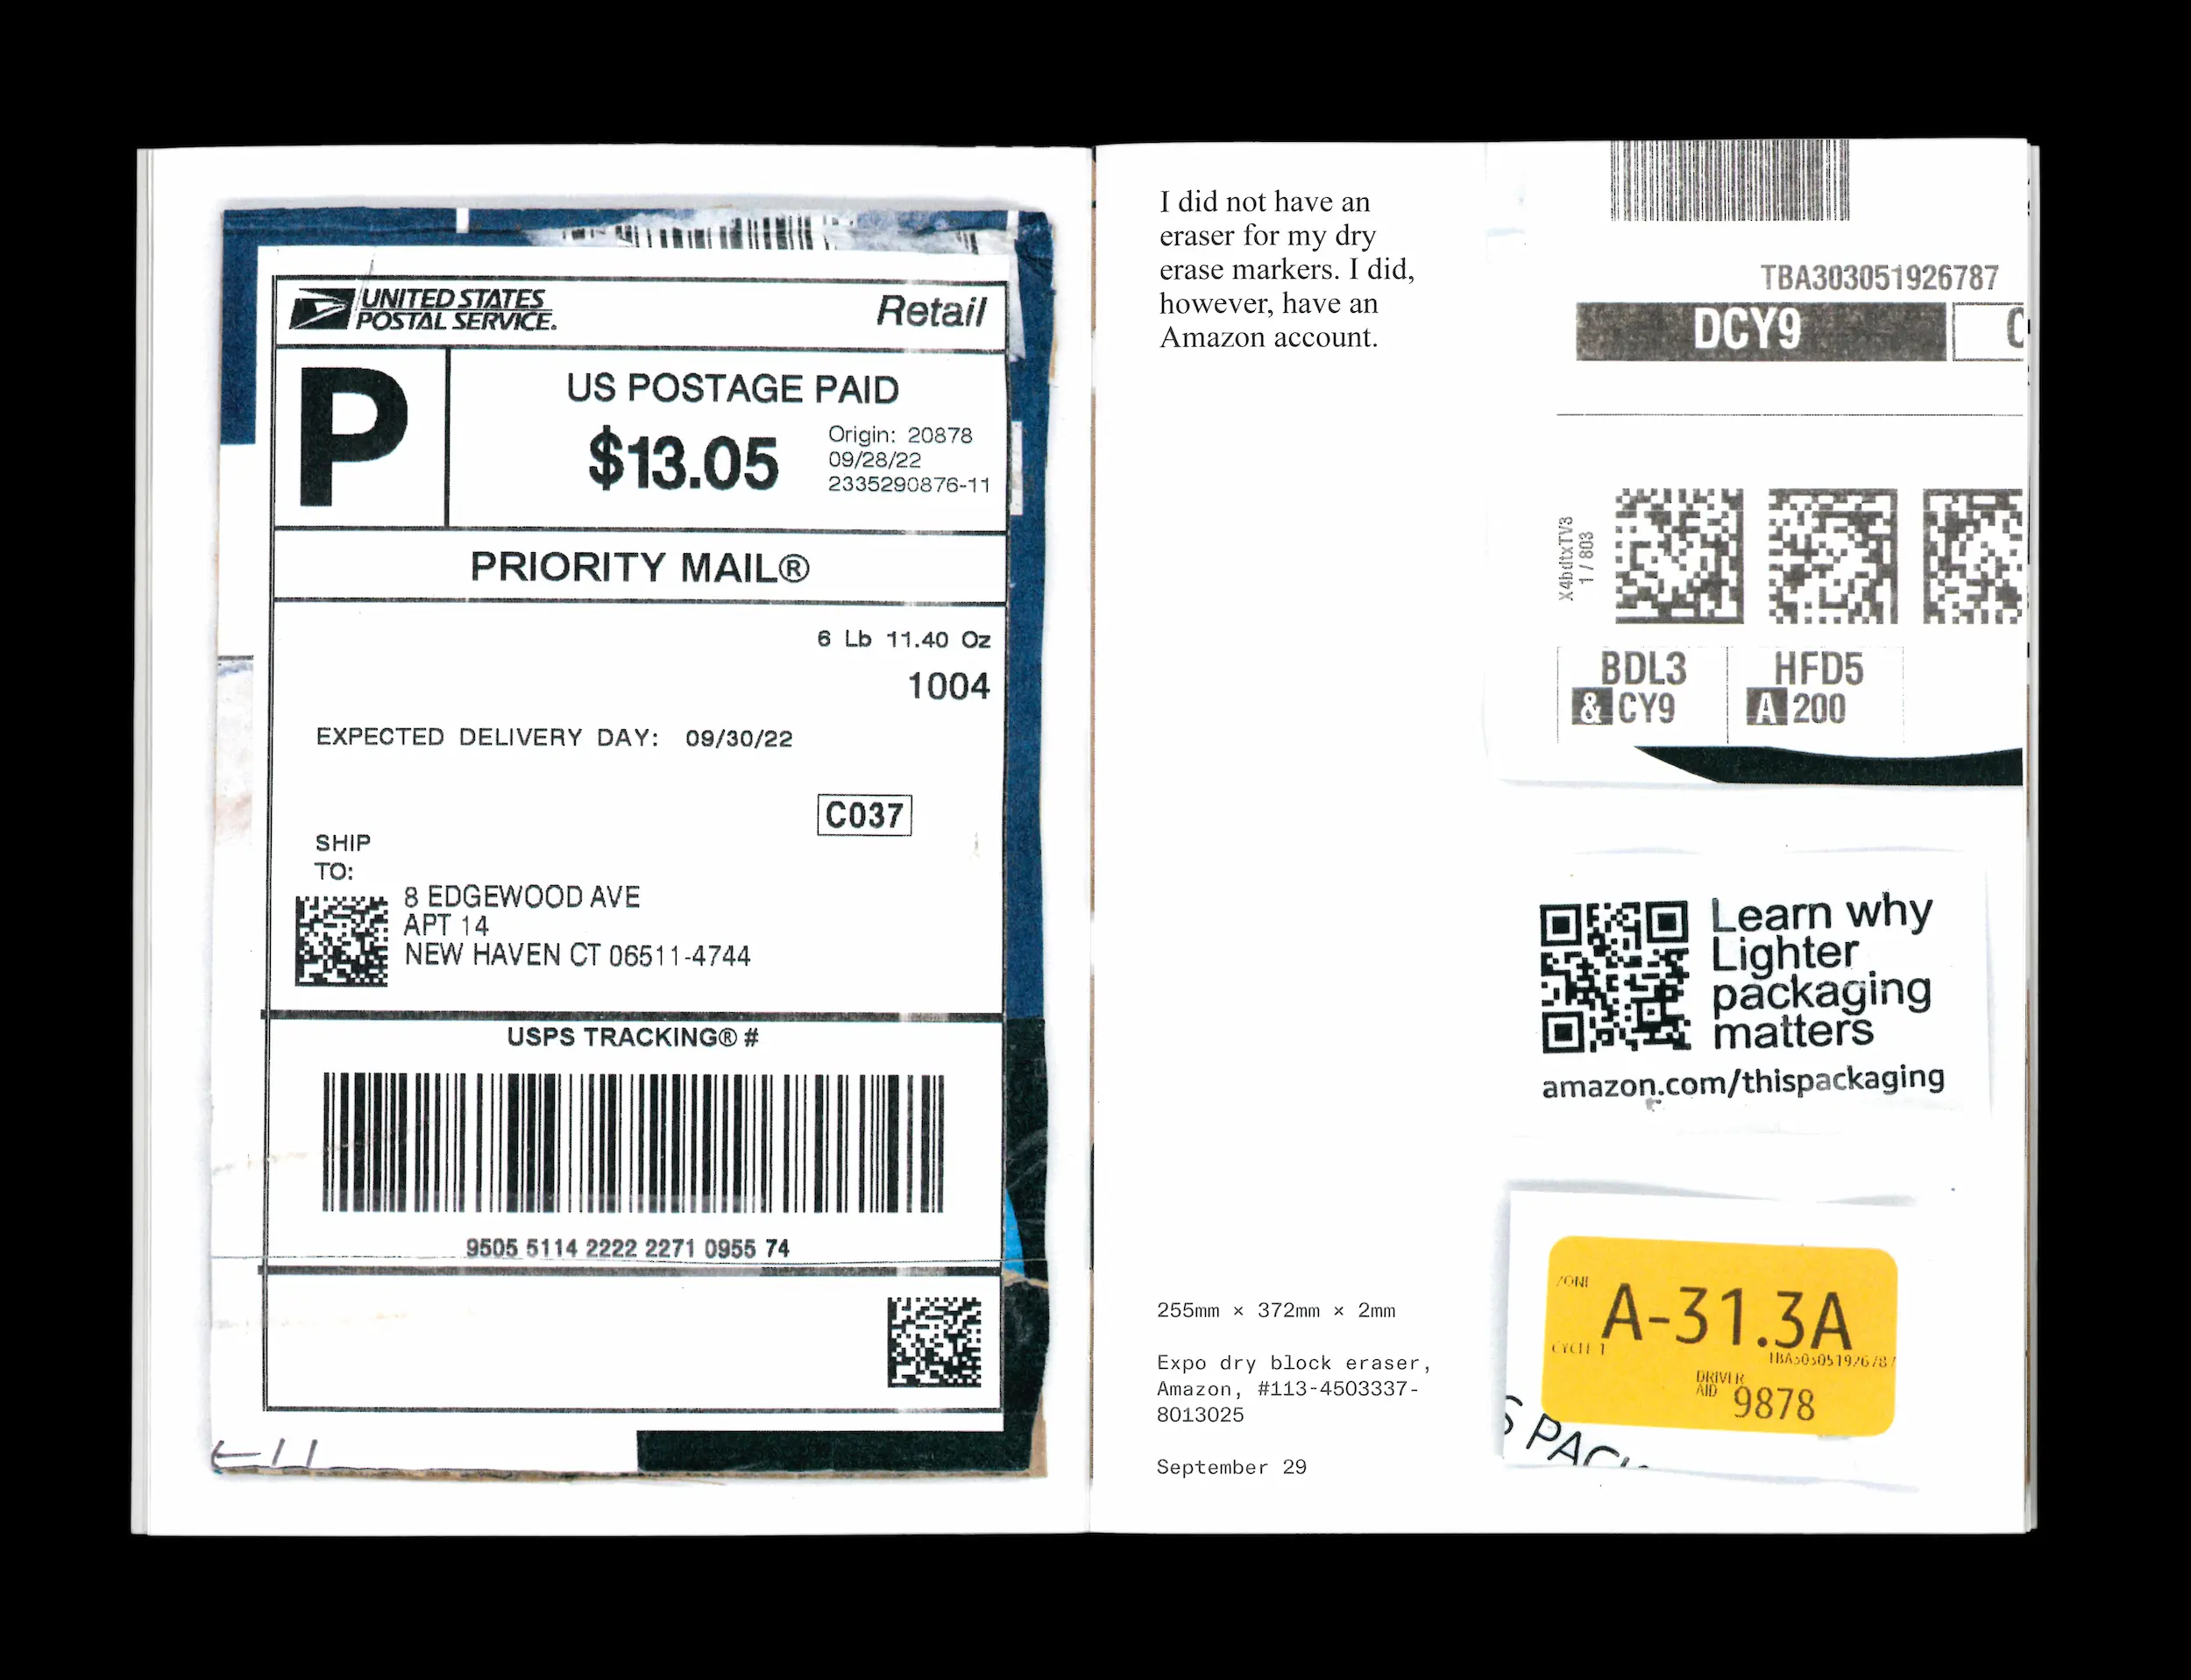 UNITED STATES
POSTAL SERVICE.
Retail
P
US POSTAGE PAID
$13.05
Origin: 20878
09/28/22
2335290876-11
PRIORITY MAIL®
6 Lb 11.40 Oz
1004
EXPECTED DELIVERY DAY: 09/30/22
C037
SHIP
TO:
8 EDGEWOOD AVE
APT 14
NEW HAVEN CT 06511-4744
USPS TRACKING® #
9505 5114 2222 2271 0955 74
I did not have an
eraser for my dry
erase markers. I did,
however, have an
Amazon account.
255mm × 372mm × 2mm
Expo dry block eraser,
Amazon, #113-4503337-
8013025
September 29
TBA303051926787
DCY9
X4bdtxTV3
1 / 803
BDL3
& CY9
HFD5
A 200
Learn why
Lighter
packaging
matters
amazon.com/thispackaging
ZONE
A-31.3A
CYCLE 1
TBA303051926787
DRIVER
AID 9878
S PAC